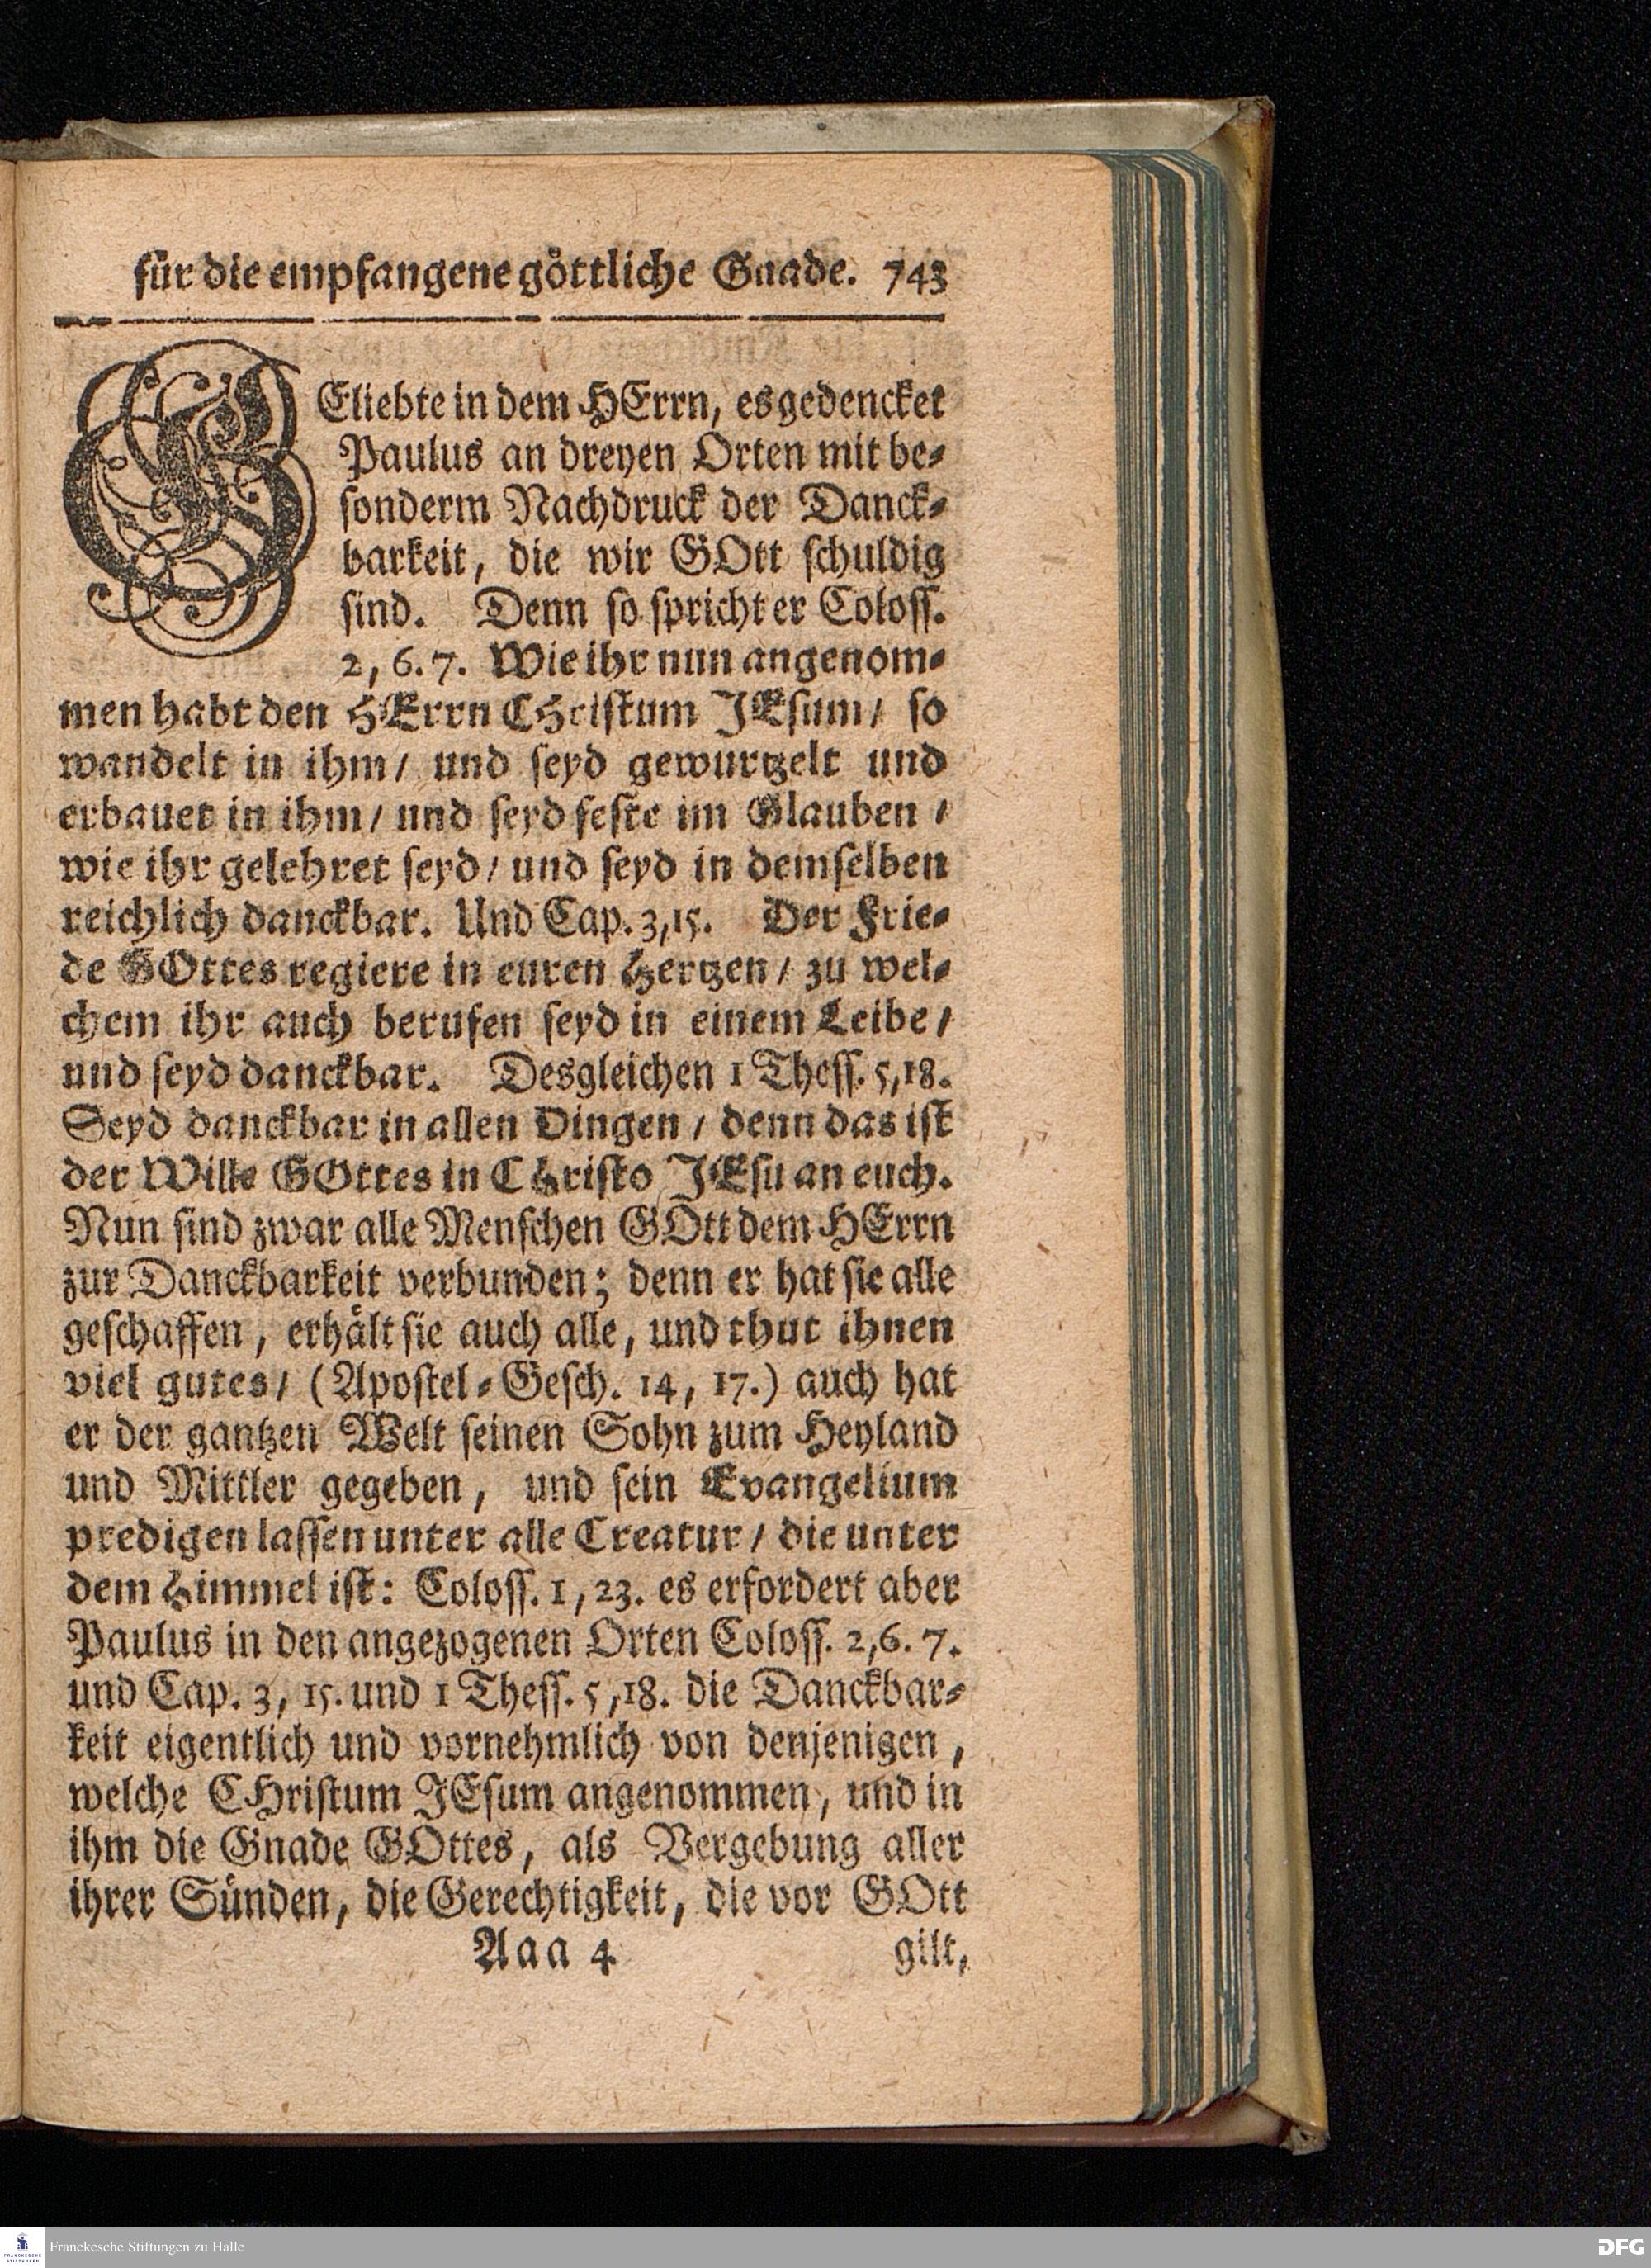 für die empfangene göttliche Gnade. 743
GEliebte in dem HErrn, es gedencket
Paulus an dreyen Orten mit be-
sonderm Nachdruck der Danck-
barkeit, die wir GOtt schuldig
sind. Denn so spricht er Coloss.
2, 6. 7. Wie ihr nun angenom-
men habt den HErrn CHristum JEsum/ so
wandelt in ihm/ und seyd gewurtzelt und
erbauet in ihm/ und seyd feste im Glauben/
wie ihr gelehret seyd/ und seyd in demselben
reichlich danckbar. Und Cap. 3, 15. Der Frie-
de GOttes regiere in euren Hertzen/ zu wel-
chem ihr auch berufen seyd in einem Leibe/
und seyd danckbar. Desgleichen 1 Thess. 5, 18.
Seyd danckbar in allen Dingen/ denn das ist
der Wille GOttes in CHristo JEsu an euch.
Nun sind zwar alle Menschen GOtt dem HErrn
zur Danckbarkeit verbunden; denn er hat sie alle
geschaffen, erhält sie auch alle, und thut ihnen
viel gutes/ (Apostel-Gesch. 14, 17.) auch hat
er der gantzen Welt seinen Sohn zum Heyland
und Mittler gegeben, und sein Evangelium
predigen lassen unter alle Creatur/ die unter
dem Himmel ist: Coloss. 1, 23. es erfordert aber
Paulus in den angezogenen Orten Coloss. 2, 6. 7.
und Cap. 3, 15. und 1 Thess. 5, 18. die Danckbar-
keit eigentlich und vornehmlich von denjenigen,
welche CHristum JEsum angenommen, und in
ihm die Gnade GOttes, als Vergebung aller
ihrer Sünden, die Gerechtigkeit, die vor GOtt
Aaa 4 gilt,
FRANCKESCHE STIFTUNGEN
Franckesche Stiftungen zu Halle
DFG